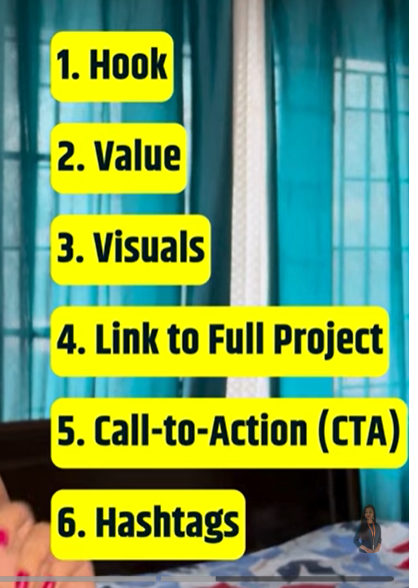 1. Hook
2. Value
3. Visuals
4. Link to Full Project
5. Call-to-Action (CTA)
6. Hashtags